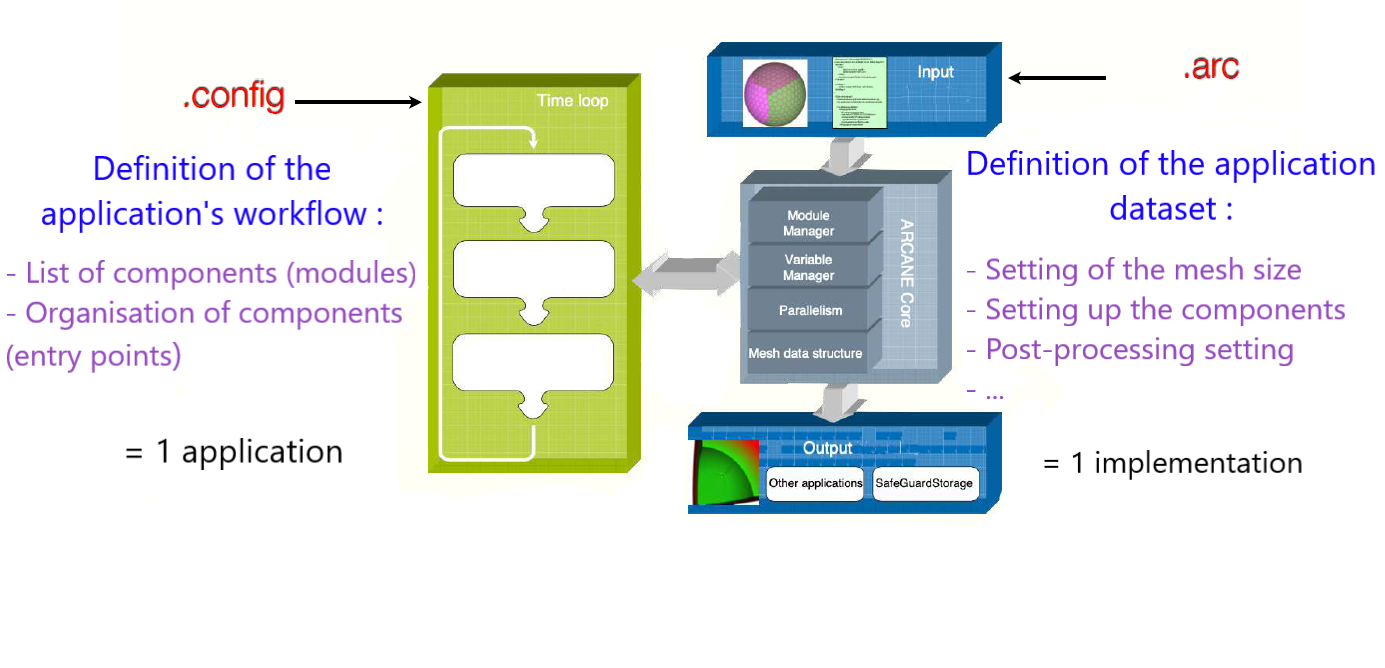 .config
Definition of the
application's workflow :
- List of components (modules)
- Organisation of components
(entry points)
= 1 application
Time loop
Input
Module
Manager
Variable
Manager
Parallelism
Mesh data structure
ARCANE Core
Output
Other applications
SafeGuardStorage
.arc
Definition of the application
dataset :
- Setting of the mesh size
- Setting up the components
- Post-processing setting
- ...
= 1 implementation